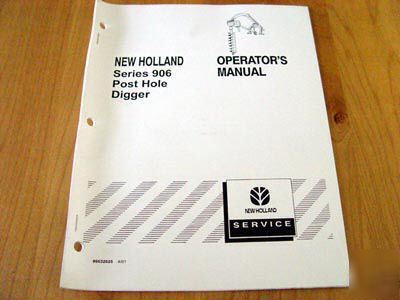 NEW HOLLAND
Series 906
Post Hole
Digger
OPERATOR'S
MANUAL
NEW HOLLAND
SERVICE